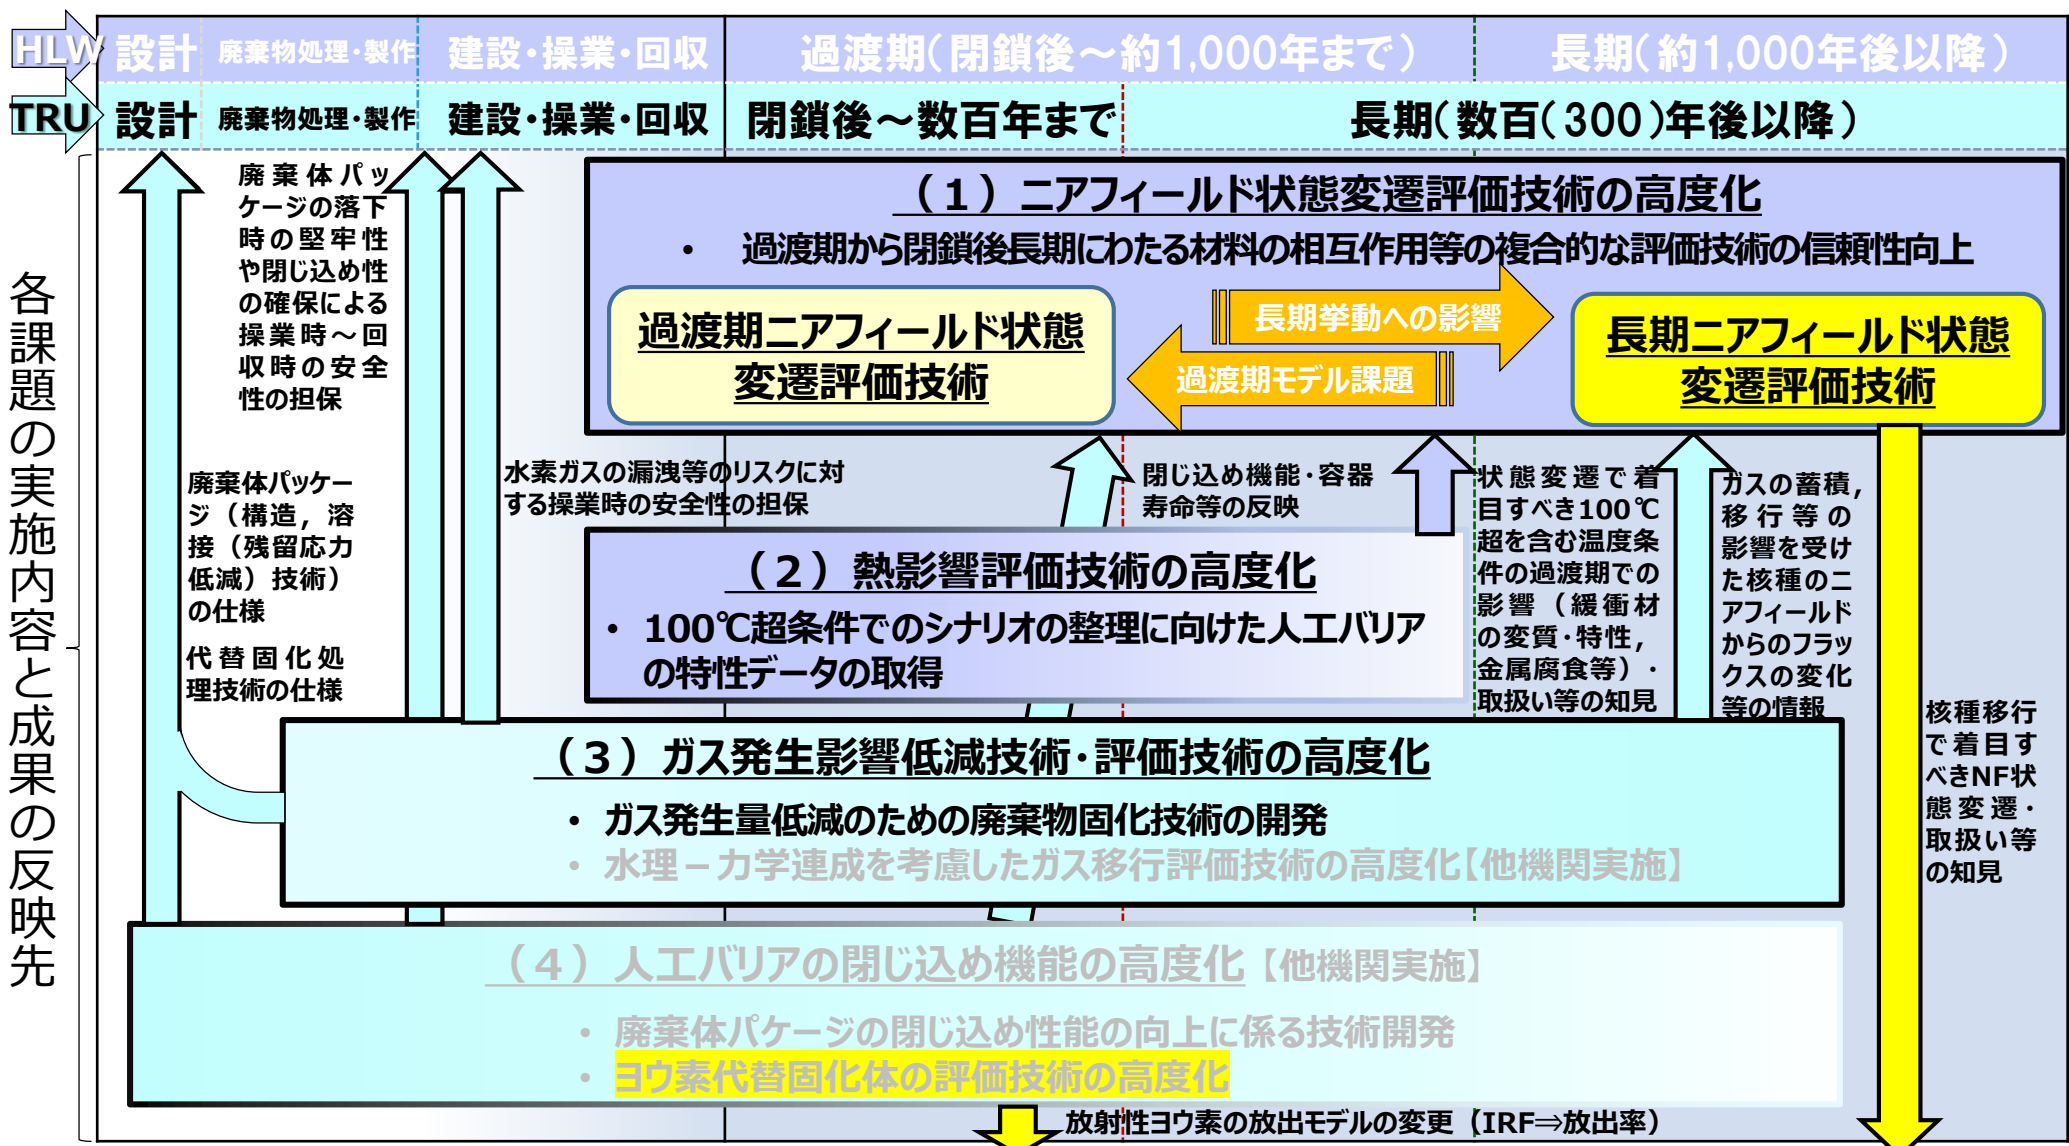 HLW 設計 廃棄物処理・製作 建設・操業・回収 過渡期(閉鎖後～約1,000年まで) 長期(約1,000年後以降)
TRU 設計 廃棄物処理・製作 建設・操業・回収 閉鎖後～数百年まで 長期(数百(300)年後以降)
各課題の実施内容と成果の反映先
廃棄体パッ
ケージの落下
時の堅牢性
や閉じ込め性
の確保による
操業時～回
収時の安全
性の担保
（１）ニアフィールド状態変遷評価技術の高度化
・ 過渡期から閉鎖後長期にわたる材料の相互作用等の複合的な評価技術の信頼性向上
過渡期ニアフィールド状態
変遷評価技術
長期挙動への影響
過渡期モデル課題
長期ニアフィールド状態
変遷評価技術
廃棄体パッケー
ジ（構造，溶
接（残留応力
低減）技術）
の仕様
代替固化処
理技術の仕様
水素ガスの漏洩等のリスクに対
する操業時の安全性の担保
閉じ込め機能・容器
寿命等の反映
状態変遷で着
目すべき100℃
超を含む温度条
件の過渡期での
影響（緩衝材
の変質・特性，
金属腐食等）・
取扱い等の知見
ガスの蓄積，
移行等の
影響を受け
た核種のニ
アフィールド
からのフラッ
クスの変化
等の情報
核種移行
で着目す
べきNF状
態変遷・
取扱い等
の知見
（２）熱影響評価技術の高度化
・ 100℃超条件でのシナリオの整理に向けた人工バリア
の特性データの取得
（３）ガス発生影響低減技術・評価技術の高度化
・ ガス発生量低減のための廃棄物固化技術の開発
・ 水理－力学連成を考慮したガス移行評価技術の高度化【他機関実施】
（４）人工バリアの閉じ込め機能の高度化【他機関実施】
・ 廃棄体パケージの閉じ込め性能の向上に係る技術開発
・ ヨウ素代替固化体の評価技術の高度化
放射性ヨウ素の放出モデルの変更（IRF⇒放出率）